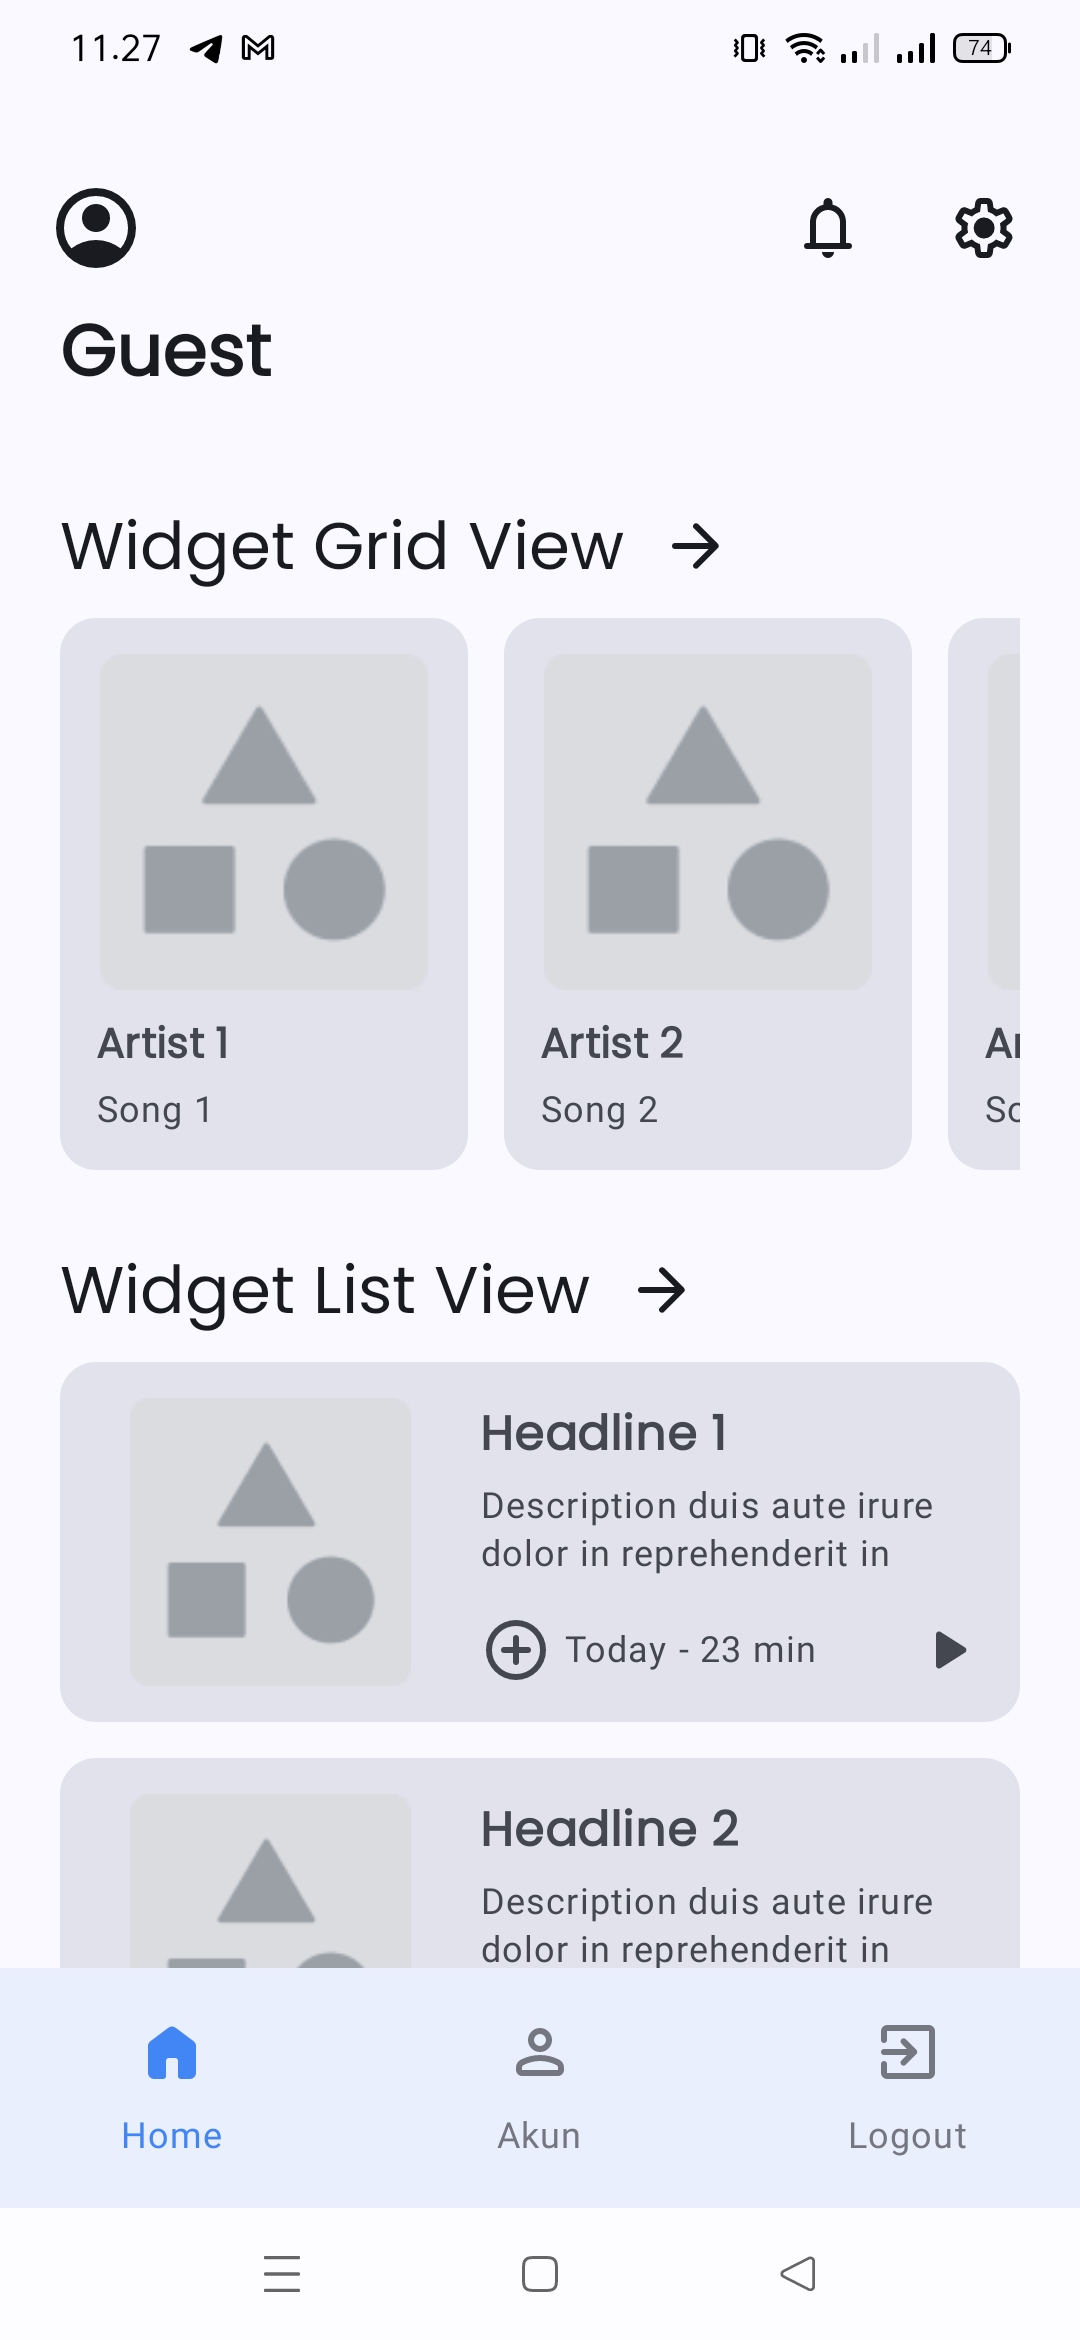 11.27
74
Guest
Widget Grid View
Artist 1
Song 1
Artist 2
Song 2
Widget List View
Headline 1
Description duis aute irure
dolor in reprehenderit in
Today - 23 min
Headline 2
Description duis aute irure
dolor in reprehenderit in
Home
Akun
Logout